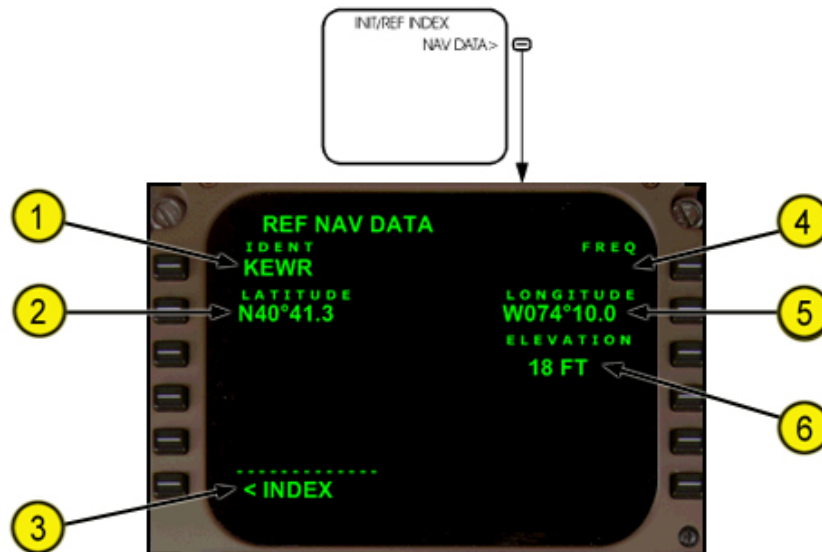 INIT/REF INDEX
NAV DATA>
REF NAV DATA
IDENT FREQ
KEWR
LATITUDE LONGITUDE
N40°41.3 W074°10.0
ELEVATION
18 FT
-------------
< INDEX
1
2
3
4
5
6